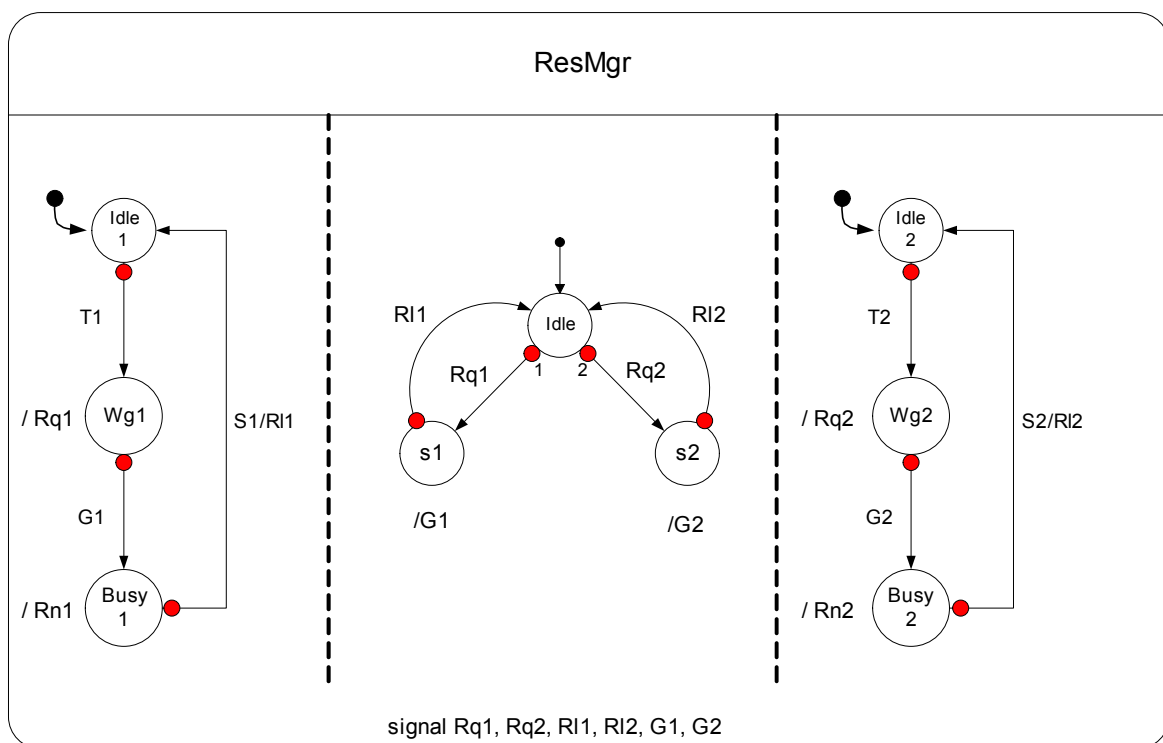 ResMgr
Idle
1
T1
/ Rq1
Wg1
S1/Rl1
G1
/ Rn1
Busy
1
Rl1
Rl2
Idle
1
2
Rq1
Rq2
s1
s2
/G1
/G2
Idle
2
T2
/ Rq2
Wg2
S2/Rl2
G2
/ Rn2
Busy
2
signal Rq1, Rq2, Rl1, Rl2, G1, G2